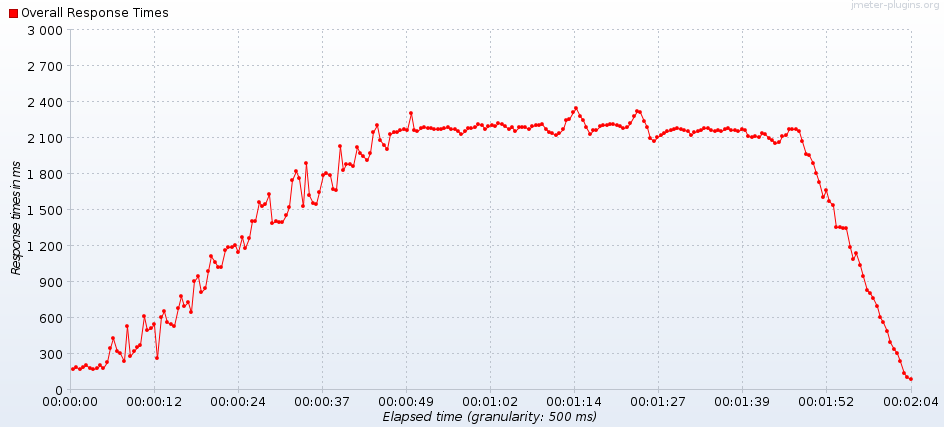 jmeter-plugins.org
Overall Response Times
3 000
2 700
2 400
2 100
1 800
1 500
1 200
900
600
300
0
Response times in ms
00:00:00 00:00:12 00:00:24 00:00:37 00:00:49 00:01:02 00:01:14 00:01:27 00:01:39 00:01:52 00:02:04
Elapsed time (granularity: 500 ms)